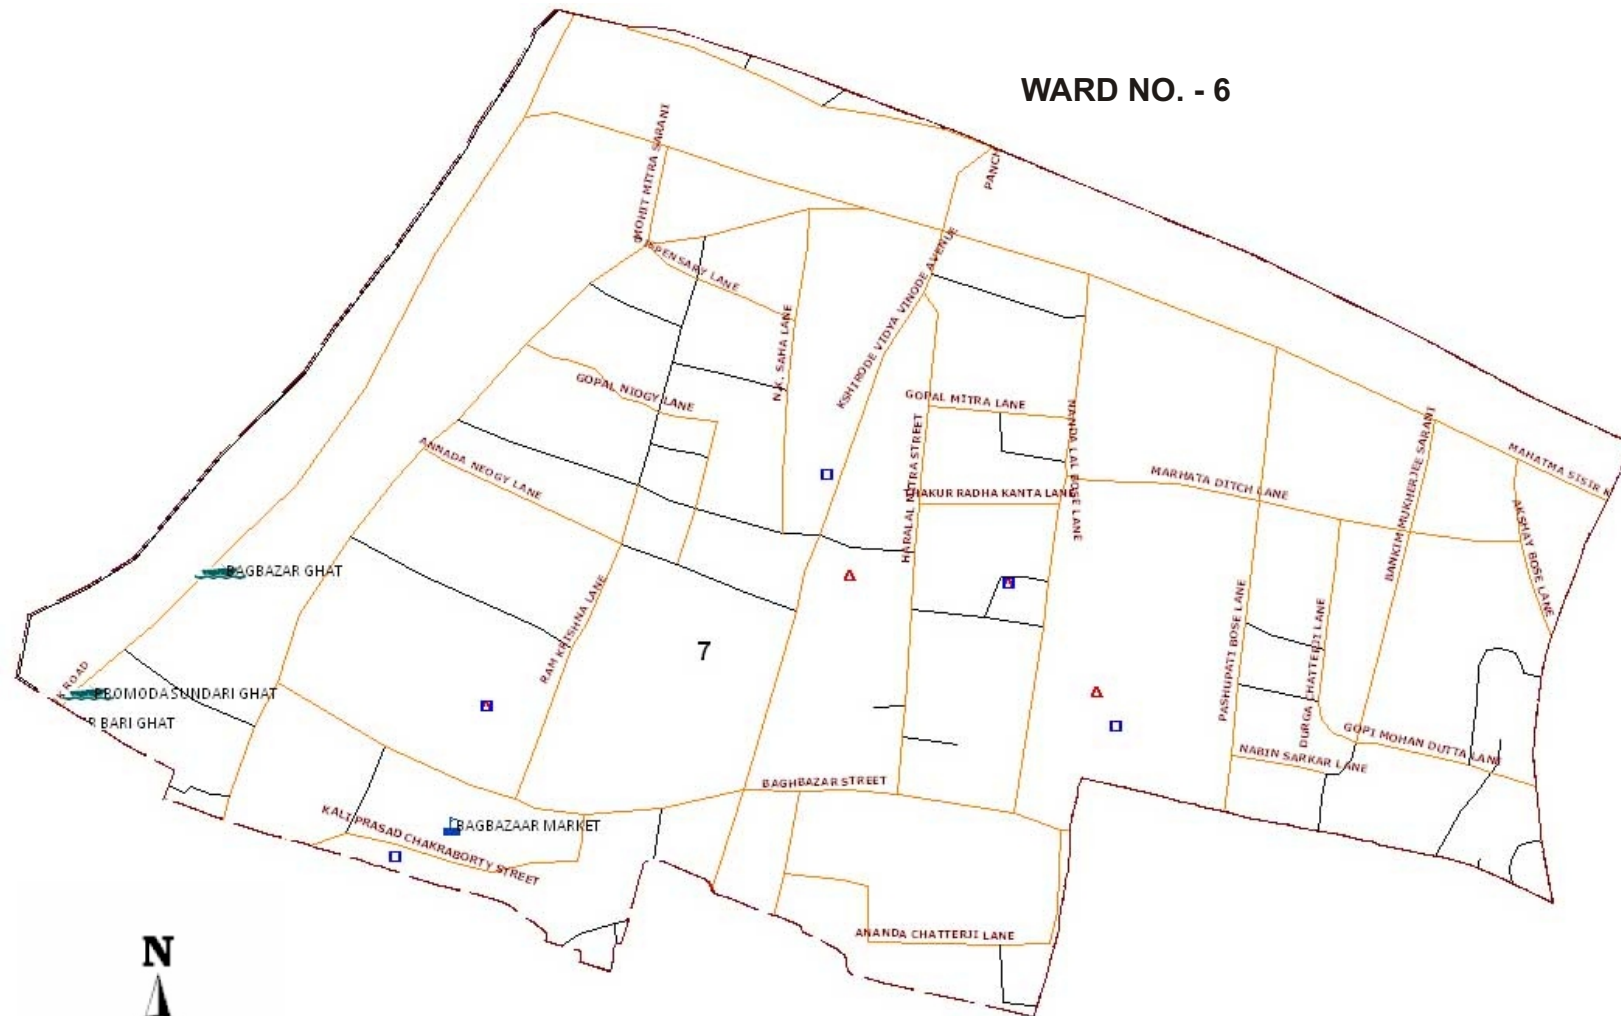 WARD NO. - 6
MOHIT MITRA SARANI
PANCH
DISPENSARY LANE
KSHIRODE VIDYA VINODE AVENUE
N.K. SAHA LANE
GOPAL NIOGY LANE
GOPAL MITRA LANE
NANDA LAL BOSE LANE
HARALAL MITRA STREET
BANKIM MUKHERJEE SARANI
MAHATMA SISIR K
ANNADA NEOGY LANE
MARHATA DITCH LANE
THAKUR RADHA KANTA LANE
AKSHAY BOSE LANE
BAGBAZAR GHAT
RAM KRISHNA LANE
PASHUPATI BOSE LANE
DURGA CHATTERJI LANE
7
K ROAD
PROMODASUNDARI GHAT
R BARI GHAT
GOPI MOHAN DUTTA LANE
NABIN SARKAR LANE
BAGHBAZAR STREET
BAGBAZAAR MARKET
KALI PRASAD CHAKRABORTY STREET
ANANDA CHATTERJI LANE
N